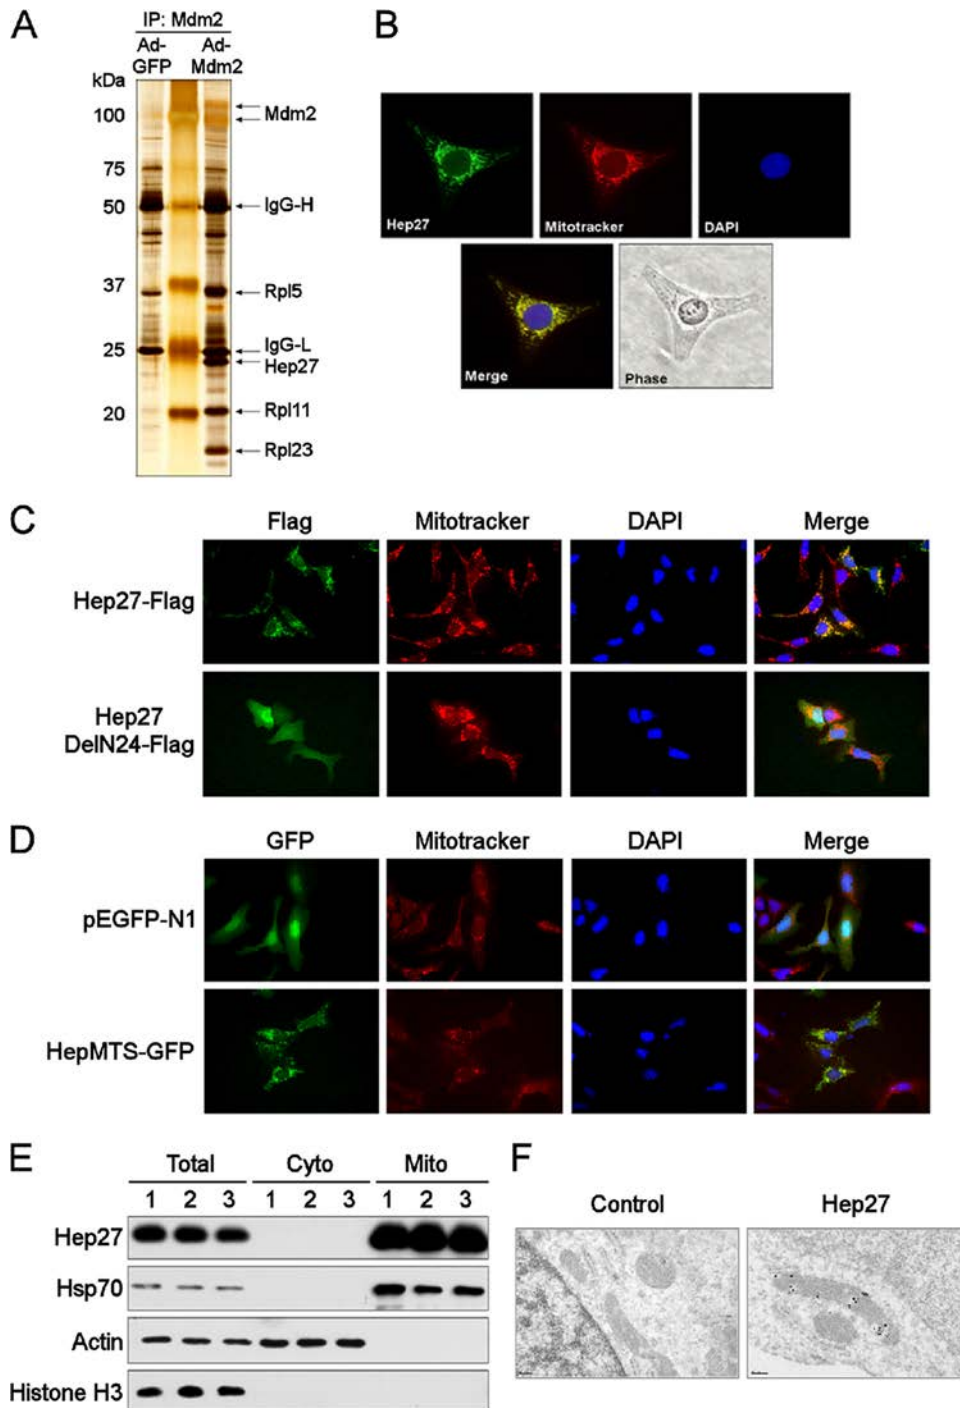 A
IP: Mdm2
Ad-
GFP
Ad-
Mdm2
kDa
100
75
50
37
25
20
Mdm2
IgG-H
Rpl5
IgG-L
Hep27
Rpl11
Rpl23
B
Hep27
Mitotracker
DAPI
Merge
Phase
C
Flag Mitotracker DAPI Merge
Hep27-Flag
Hep27
DelN24-Flag
D
GFP Mitotracker DAPI Merge
pEGFP-N1
HepMTS-GFP
E
Total Cyto Mito
1 2 3 1 2 3 1 2 3
Hep27
Hsp70
Actin
Histone H3
F
Control Hep27